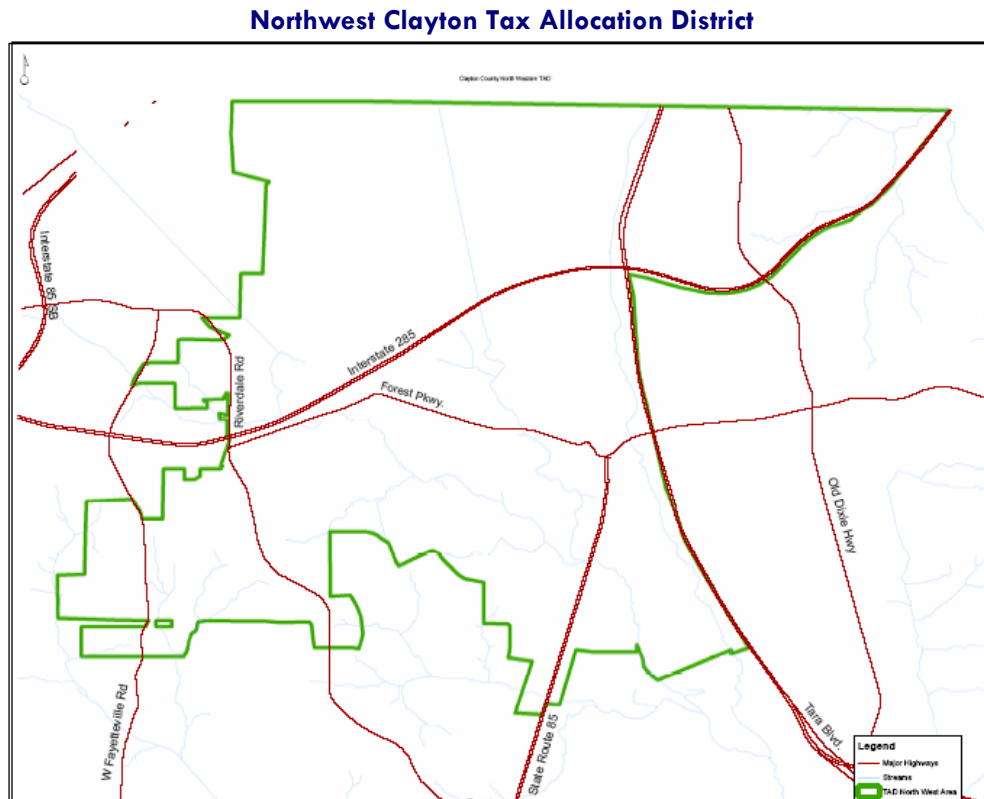 Northwest Clayton Tax Allocation District
Clayton County North Western TAD
Interstate 85 SB
Riverdale Rd
Interstate 285
Forest Pkwy.
Old Dixie Hwy
W Fayetteville Rd
State Route 85
Tara Blvd.
Legend
Major Highways
Streams
TAD North West Area